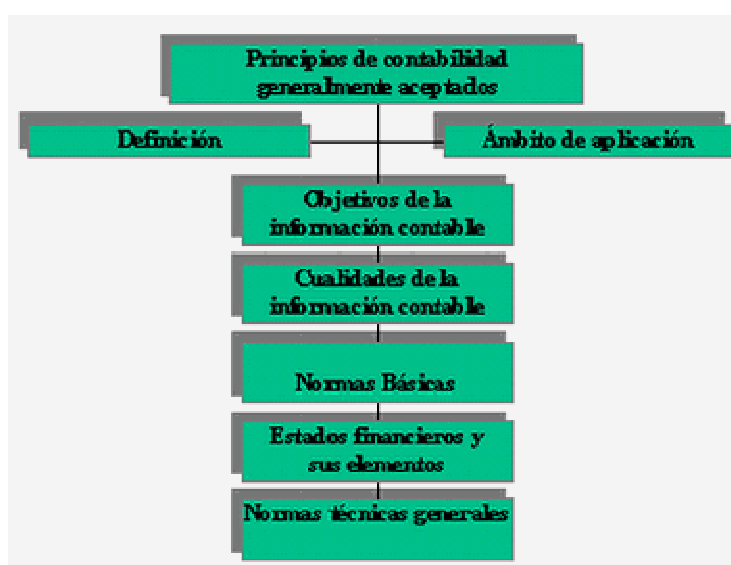 Principios de contabilidad
generalmente aceptados
Definición
Ámbito de aplicación
Objetivos de la
información contable
Cualidades de la
información contable
Normas Básicas
Estados financieros y
sus elementos
Normas técnicas generales